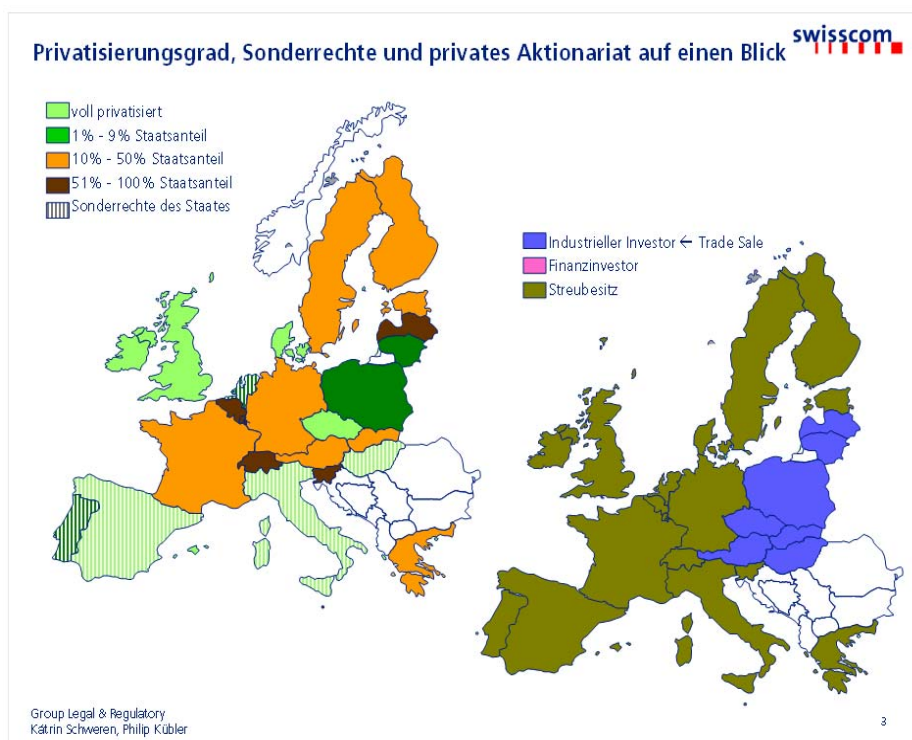 Privatisierungsgrad, Sonderrechte und privates Aktionariat auf einen Blick
swisscom
voll privatisiert
1% - 9% Staatsanteil
10% - 50% Staatsanteil
51% - 100% Staatsanteil
Sonderrechte des Staates
Industrieller Investor ← Trade Sale
Finanzinvestor
Streubesitz
Group Legal & Regulatory
Katrin Schweren, Philip Kübler
3